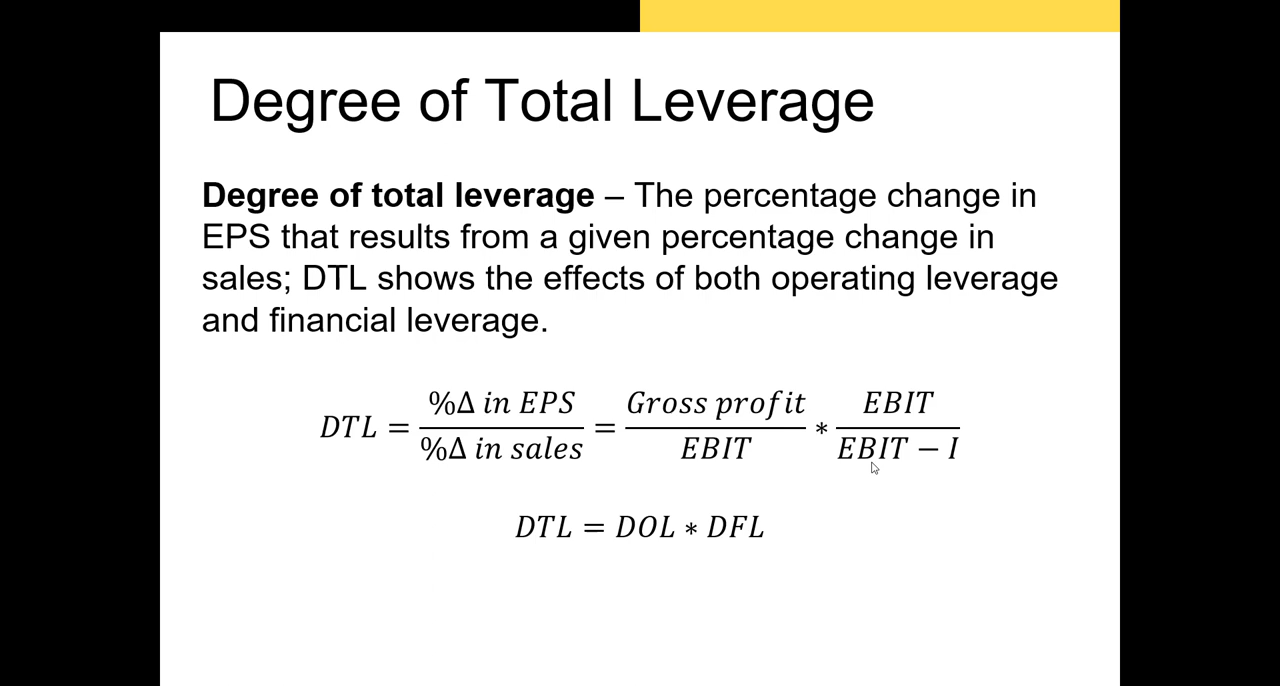 Degree of Total Leverage
Degree of total leverage – The percentage change in
EPS that results from a given percentage change in
sales; DTL shows the effects of both operating leverage
and financial leverage.
DTL = %Δ in EPS / %Δ in sales = Gross profit / EBIT * EBIT / EBIT − I
DTL = DOL * DFL